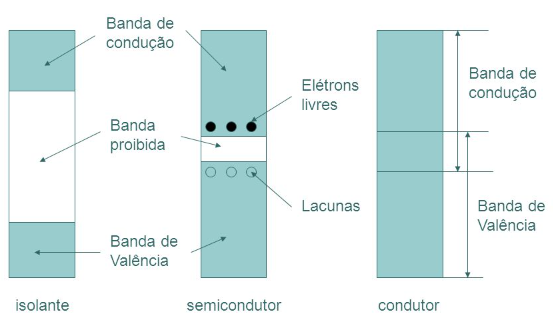 Banda de
condução
Elétrons
livres
Banda de
condução
Banda
proibida
Lacunas
Banda de
Valência
Banda de
Valência
isolante
semicondutor
condutor